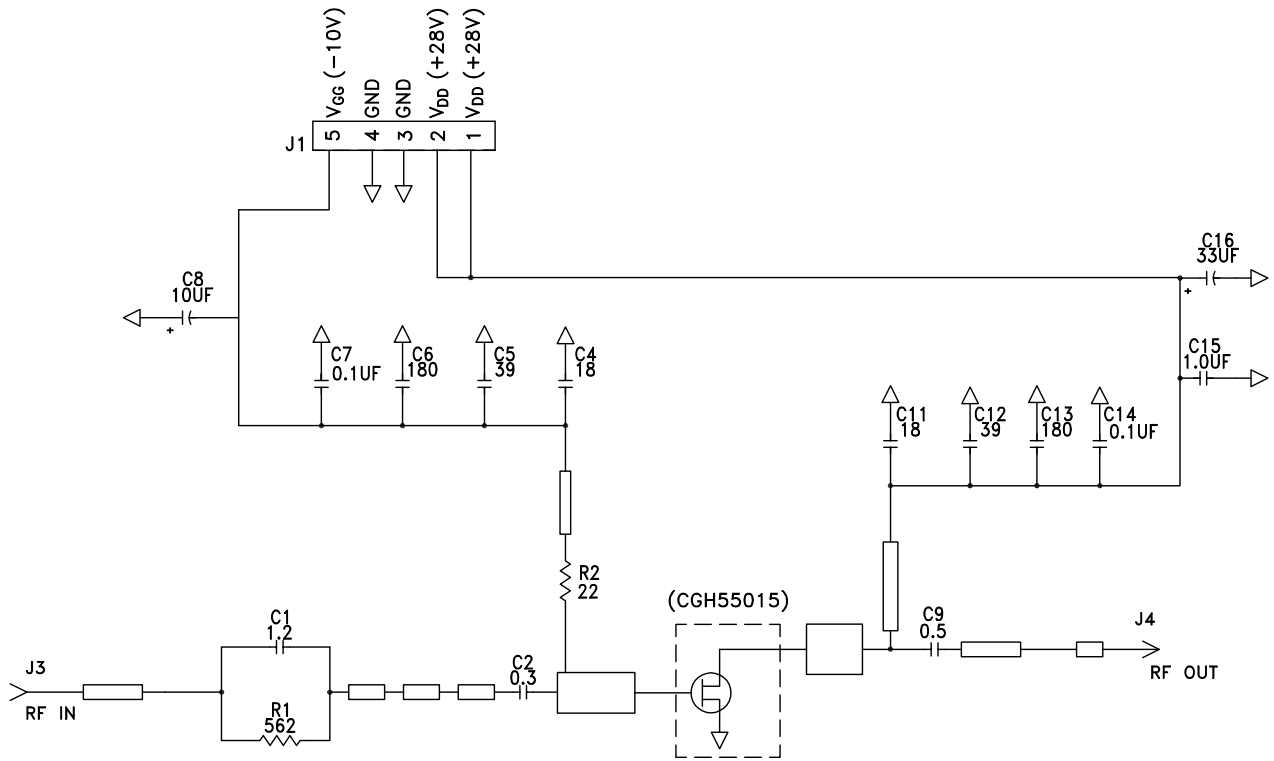 VGG (-10V)
GND
GND
VDD (+28V)
VDD (+28V)
J1
5
4
3
2
1
C16
33UF
+
C8
10UF
+
C7
0.1UF
C6
180
C5
39
C4
18
C15
1.0UF
C11
18
C12
39
C13
180
C14
0.1UF
R2
22
(CGH55015)
C1
1.2
C9
0.5
J4
RF OUT
J3
RF IN
C2
0.3
R1
562